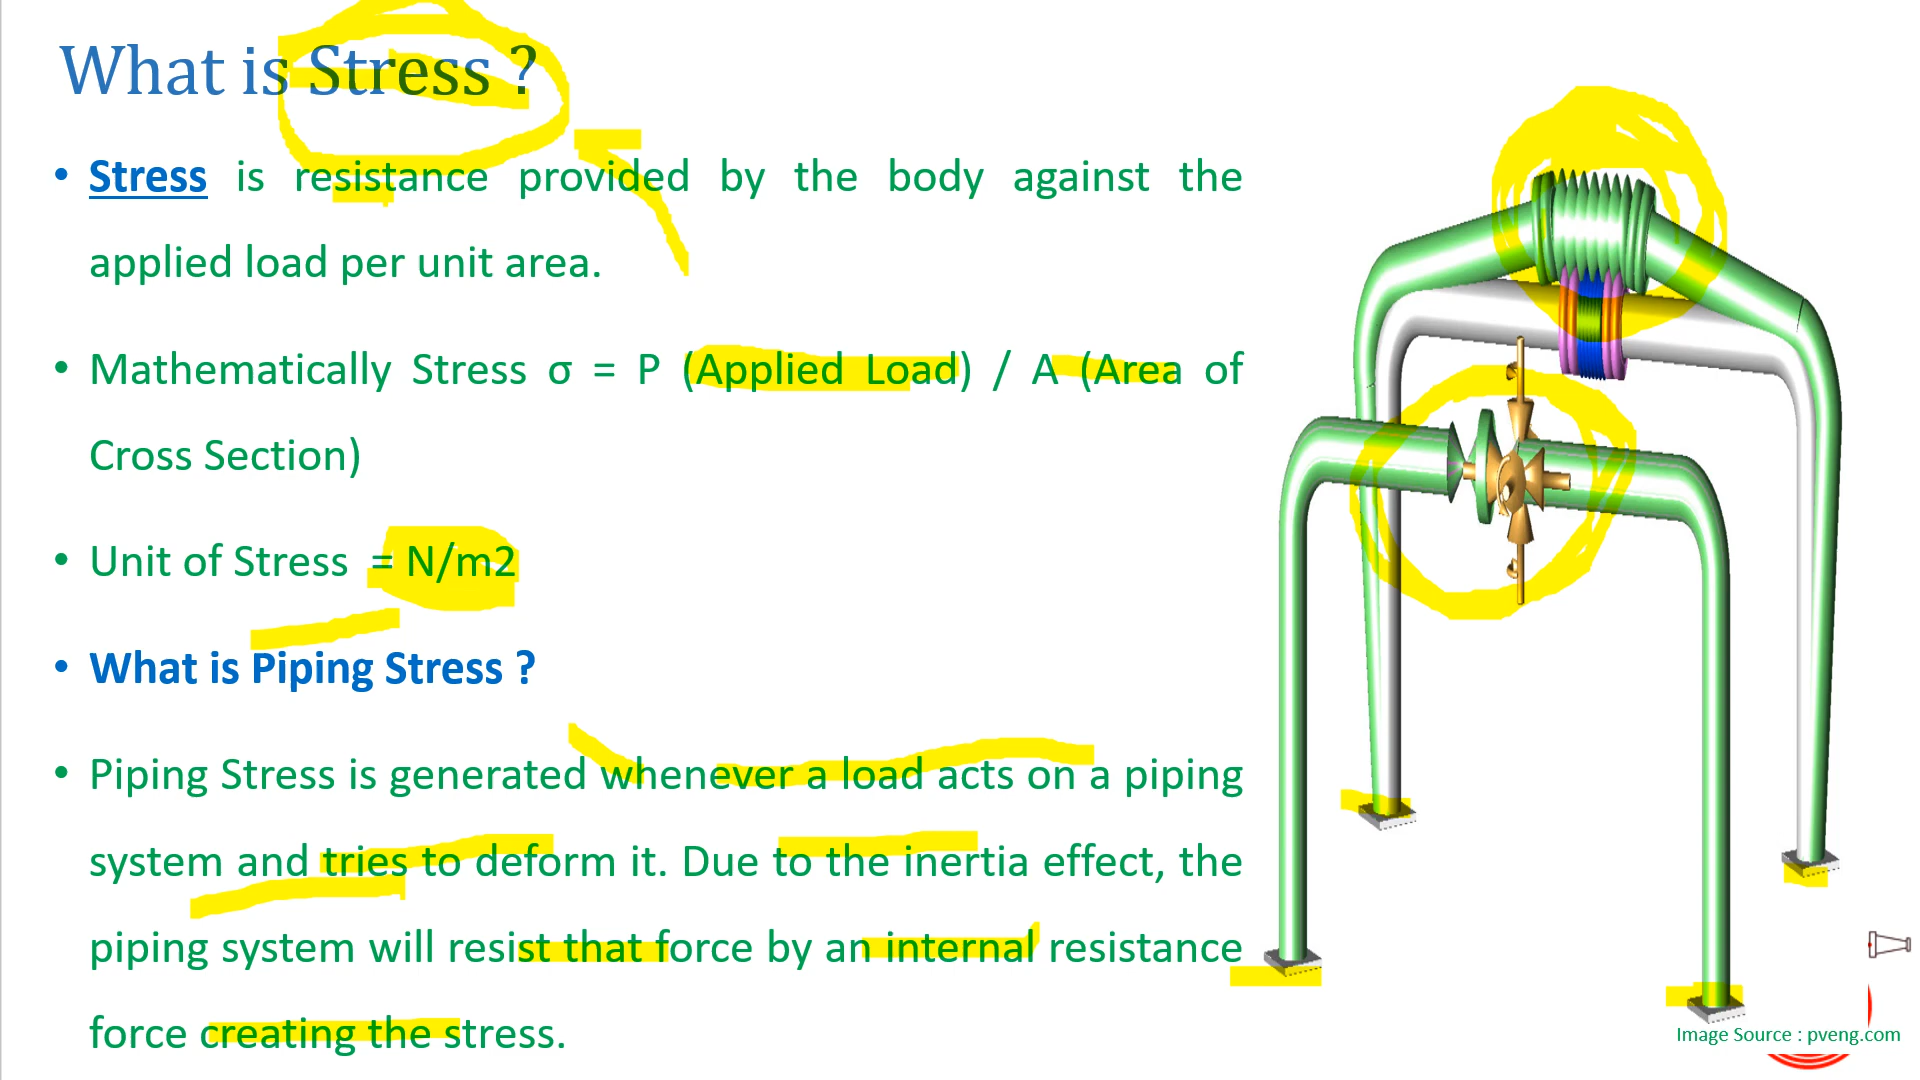 What is Stress ?
• Stress is resistance provided by the body against the
applied load per unit area.
• Mathematically Stress σ = P (Applied Load) / A (Area of
Cross Section)
• Unit of Stress = N/m2
• What is Piping Stress ?
• Piping Stress is generated whenever a load acts on a piping
system and tries to deform it. Due to the inertia effect, the
piping system will resist that force by an internal resistance
force creating the stress.
Image Source : pveng.com